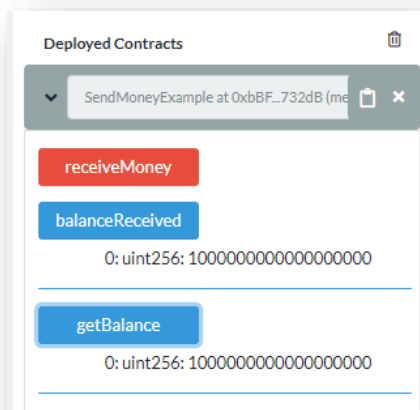 Deployed Contracts
SendMoneyExample at 0xbBF...732dB (me
receiveMoney
balanceReceived
0: uint256: 1000000000000000000
getBalance
0: uint256: 1000000000000000000